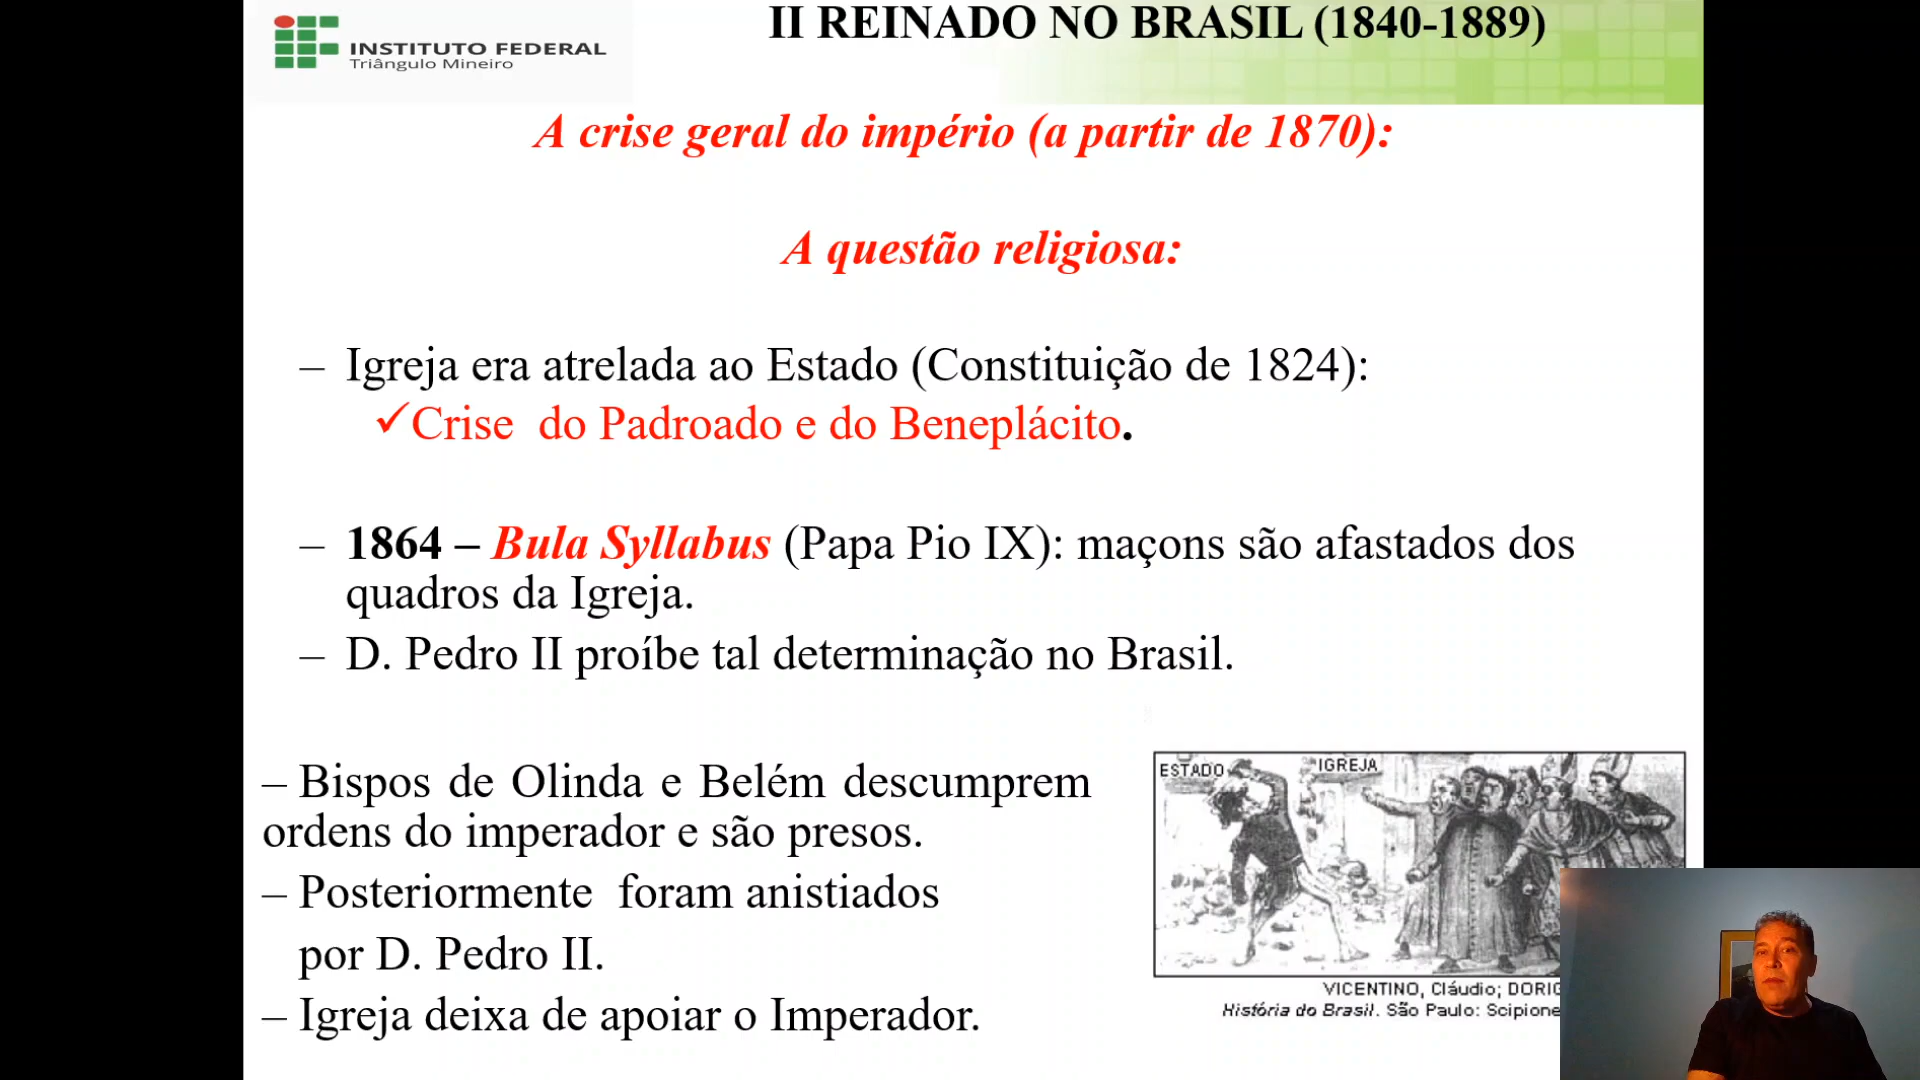 INSTITUTO FEDERAL
Triângulo Mineiro
II REINADO NO BRASIL (1840-1889)
A crise geral do império (a partir de 1870):
A questão religiosa:
– Igreja era atrelada ao Estado (Constituição de 1824):
✓Crise do Padroado e do Beneplácito.
– 1864 – Bula Syllabus (Papa Pio IX): maçons são afastados dos
quadros da Igreja.
– D. Pedro II proíbe tal determinação no Brasil.
– Bispos de Olinda e Belém descumprem
ordens do imperador e são presos.
– Posteriormente foram anistiados
por D. Pedro II.
– Igreja deixa de apoiar o Imperador.
ESTADO
IGREJA
VICENTINO, Cláudio;
História do Brasil. São Paulo: Scipione